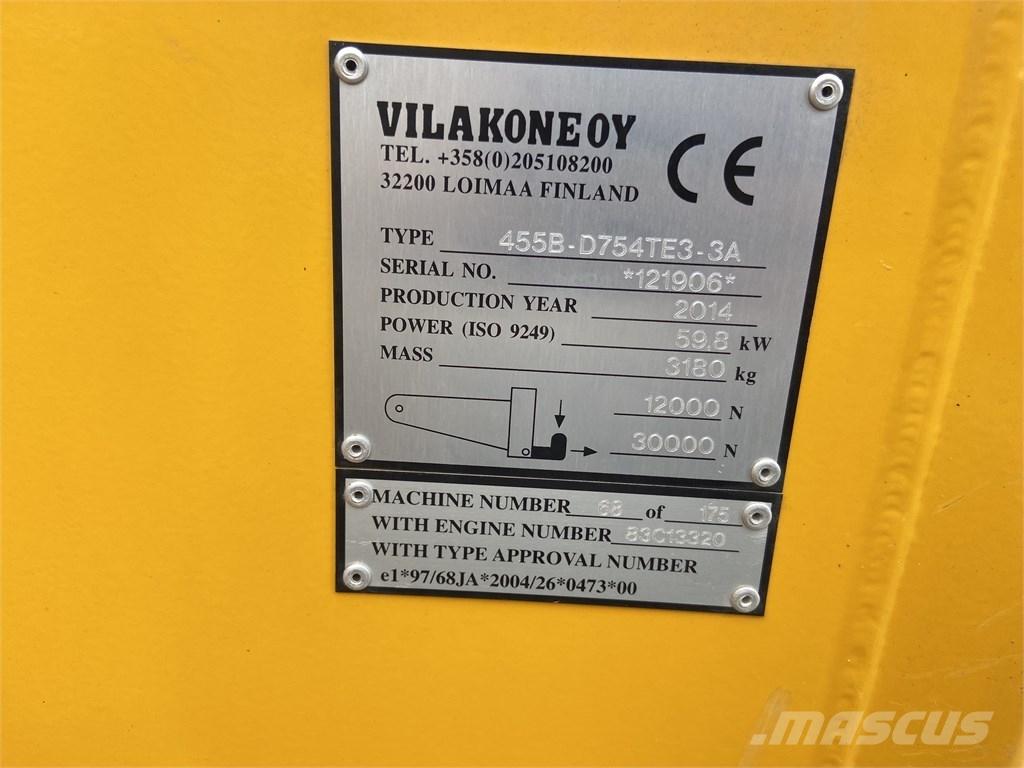 VILAKONE OY
TEL. +358(0)205108200
32200 LOIMAA FINLAND
CE
TYPE 455B-D754TE3-3A
SERIAL NO. *121906*
PRODUCTION YEAR 2014
POWER (ISO 9249) 59.8 kW
MASS 3180 kg
12000 N
30000 N
MACHINE NUMBER 68 of 175
WITH ENGINE NUMBER 83C13320
WITH TYPE APPROVAL NUMBER
e1*97/68JA*2004/26*0473*00
MASCUS